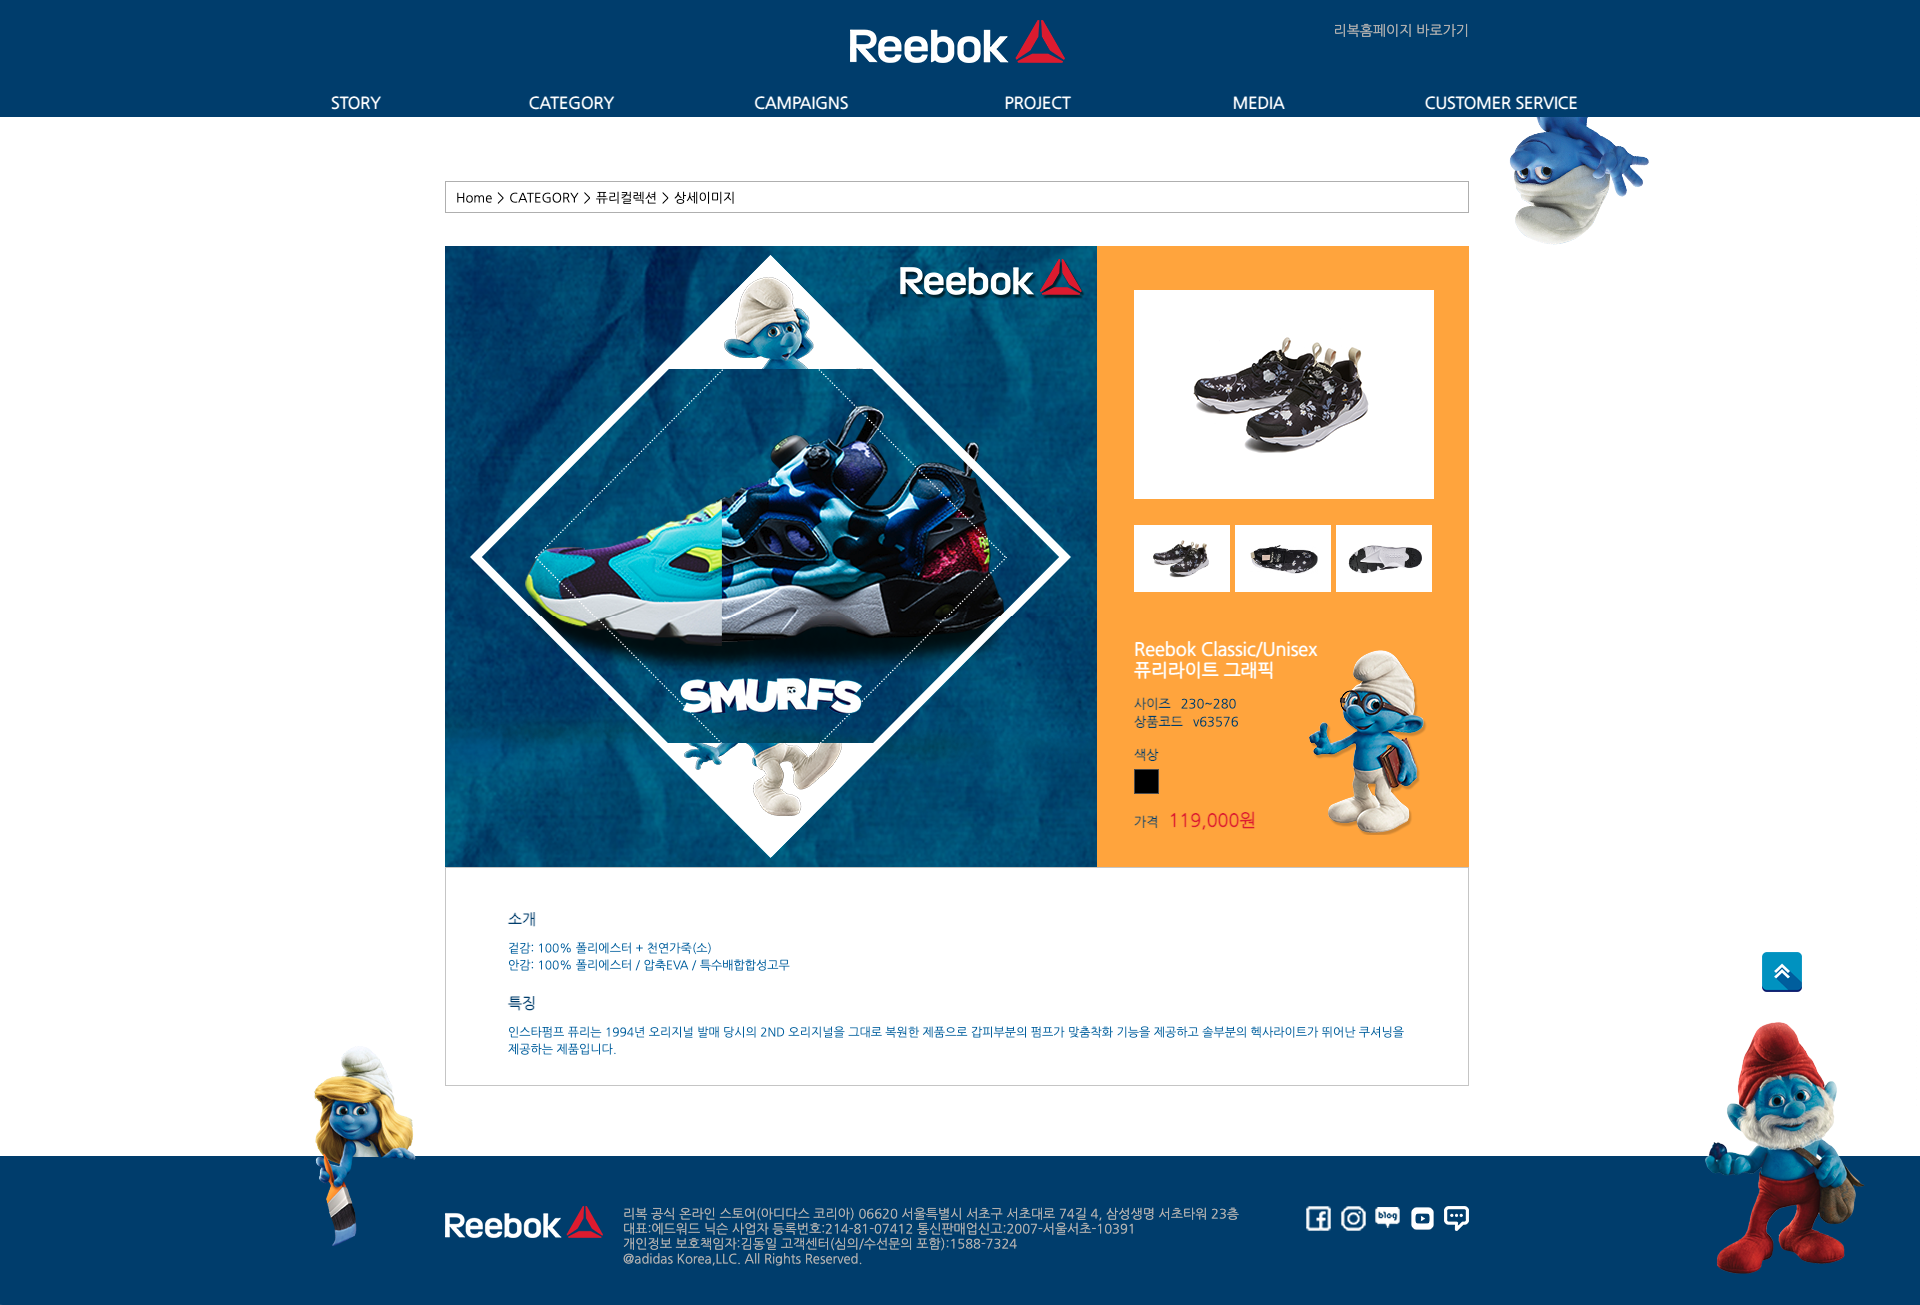 Reebok
리복홈페이지 바로가기
STORY CATEGORY CAMPAIGNS PROJECT MEDIA CUSTOMER SERVICE
Home > CATEGORY > 퓨리컬렉션 > 상세이미지
Reebok
SMURFS
Reebok Classic/Unisex
퓨리라이트 그래픽
사이즈 230~280
상품코드 v63576
색상
가격 119,000원
소개
겉감: 100% 폴리에스터 + 천연가죽(소)
안감: 100% 폴리에스터 / 압축EVA / 특수배합합성고무
특징
인스타펌프 퓨리는 1994년 오리지널 발매 당시의 2ND 오리지널을 그대로 복원한 제품으로 갑피부분의 펌프가 맞춤착화 기능을 제공하고 솔부분의 헥사라이트가 뛰어난 쿠셔닝을
제공하는 제품입니다.
Reebok
리복 공식 온라인 스토어(아디다스 코리아) 06620 서울특별시 서초구 서초대로 74길 4, 삼성생명 서초타워 23층
대표:에드워드 닉슨 사업자 등록번호:214-81-07412 통신판매업신고:2007-서울서초-10391
개인정보 보호책임자:김동일 고객센터(심의/수선문의 포함):1588-7324
@adidas Korea,LLC. All Rights Reserved.
blog